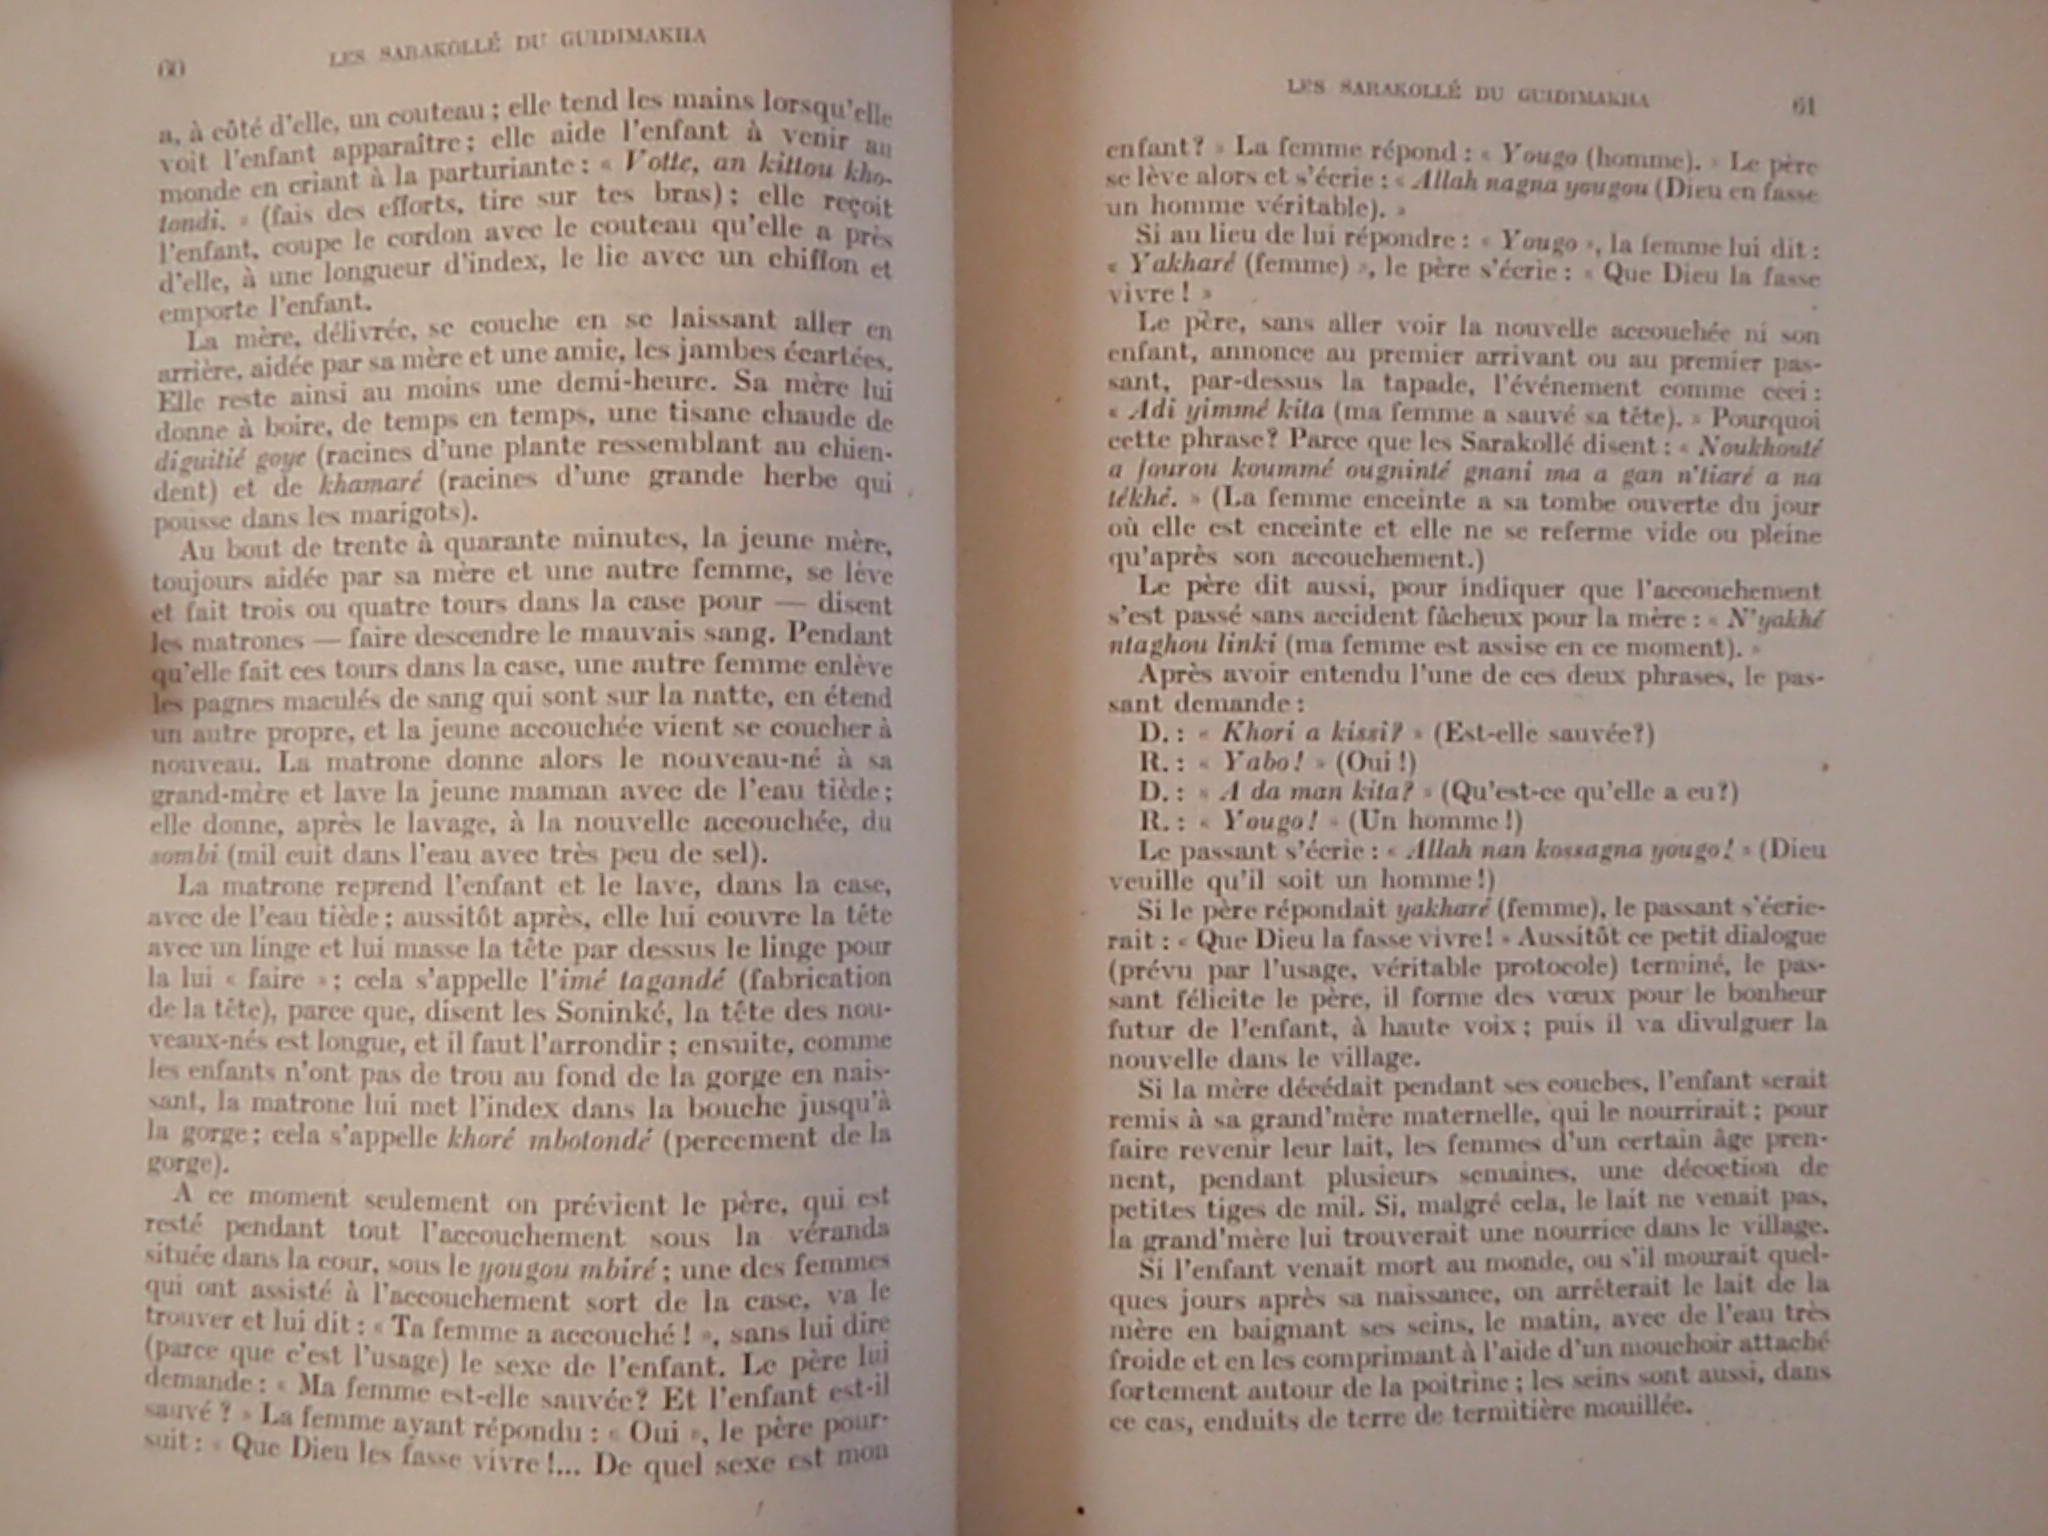 60
LES SARAKOLLÉ DU GUIDIMAKHA
a, à côté d'elle, un couteau ; elle tend les mains lorsqu'elle
voit l'enfant apparaître ; elle aide l'enfant à venir au
monde en criant à la parturiante : « Votte, an kittou kho-
tondi. » (fais des efforts, tire sur tes bras) ; elle reçoit
l'enfant, coupe le cordon avec le couteau qu'elle a près
d'elle, à une longueur d'index, le lie avec un chiffon et
emporte l'enfant.
La mère, délivrée, se couche en se laissant aller en
arrière, aidée par sa mère et une amie, les jambes écartées.
Elle reste ainsi au moins une demi-heure. Sa mère lui
donne à boire, de temps en temps, une tisane chaude de
diguitié goye (racines d'une plante ressemblant au chien-
dent) et de khamaré (racines d'une grande herbe qui
pousse dans les marigots).
Au bout de trente à quarante minutes, la jeune mère,
toujours aidée par sa mère et une autre femme, se lève
et fait trois ou quatre tours dans la case pour — disent
les matrones — faire descendre le mauvais sang. Pendant
qu'elle fait ces tours dans la case, une autre femme enlève
les pagnes maculés de sang qui sont sur la natte, en étend
un autre propre, et la jeune accouchée vient se coucher à
nouveau. La matrone donne alors le nouveau-né à sa
grand-mère et lave la jeune maman avec de l'eau tiède ;
elle donne, après le lavage, à la nouvelle accouchée, du
sombi (mil cuit dans l'eau avec très peu de sel).
La matrone reprend l'enfant et le lave, dans la case,
avec de l'eau tiède ; aussitôt après, elle lui couvre la tête
avec un linge et lui masse la tête par dessus le linge pour
la lui « faire » ; cela s'appelle l'imé tagandé (fabrication
de la tête), parce que, disent les Soninké, la tête des nou-
veaux-nés est longue, et il faut l'arrondir ; ensuite, comme
les enfants n'ont pas de trou au fond de la gorge en nais-
sant, la matrone lui met l'index dans la bouche jusqu'à
la gorge ; cela s'appelle khoré mbotondé (percement de la
gorge).
A ce moment seulement on prévient le père, qui est
resté pendant tout l'accouchement sous la véranda
située dans la cour, sous le yougou mbiré ; une des femmes
qui ont assisté à l'accouchement sort de la case, va le
trouver et lui dit : « Ta femme a accouché ! », sans lui dire
(parce que c'est l'usage) le sexe de l'enfant. Le père lui
demande : « Ma femme est-elle sauvée? Et l'enfant est-il
sauvé ? » La femme ayant répondu : « Oui », le père pour-
suit : « Que Dieu les fasse vivre !... De quel sexe est mon
LES SARAKOLLÉ DU GUIDIMAKHA
61
enfant? » La femme répond : « Yougo (homme). » Le père
se lève alors et s'écrie : « Allah nagna yougou (Dieu en fasse
un homme véritable). »
Si au lieu de lui répondre : « Yougo », la femme lui dit :
« Yakharé (femme) », le père s'écrie : « Que Dieu la fasse
vivre ! »
Le père, sans aller voir la nouvelle accouchée ni son
enfant, annonce au premier arrivant ou au premier pas-
sant, par-dessus la tapade, l'événement comme ceci :
« Adi yimmé kita (ma femme a sauvé sa tête). » Pourquoi
cette phrase? Parce que les Sarakollé disent : « Noukhouté
a fourou koummé ougninté gnani ma a gan n'tiaré a na
tékhé. » (La femme enceinte a sa tombe ouverte du jour
où elle est enceinte et elle ne se referme vide ou pleine
qu'après son accouchement.)
Le père dit aussi, pour indiquer que l'accouchement
s'est passé sans accident fâcheux pour la mère : « N'yakhé
ntaghou linki (ma femme est assise en ce moment). »
Après avoir entendu l'une de ces deux phrases, le pas-
sant demande :
D. : « Khori a kissi? » (Est-elle sauvée?)
R. : « Yabo! » (Oui !)
D. : « A da man kita? » (Qu'est-ce qu'elle a eu?)
R. : « Yougo! » (Un homme !)
Le passant s'écrie : « Allah nan kossagna yougo! » (Dieu
veuille qu'il soit un homme !)
Si le père répondait yakharé (femme), le passant s'écrie-
rait : « Que Dieu la fasse vivre! » Aussitôt ce petit dialogue
(prévu par l'usage, véritable protocole) terminé, le pas-
sant félicite le père, il forme des vœux pour le bonheur
futur de l'enfant, à haute voix ; puis il va divulguer la
nouvelle dans le village.
Si la mère décédait pendant ses couches, l'enfant serait
remis à sa grand'mère maternelle, qui le nourrirait ; pour
faire revenir leur lait, les femmes d'un certain âge pren-
nent, pendant plusieurs semaines, une décoction de
petites tiges de mil. Si, malgré cela, le lait ne venait pas,
la grand'mère lui trouverait une nourrice dans le village.
Si l'enfant venait mort au monde, ou s'il mourait quel-
ques jours après sa naissance, on arrêterait le lait de la
mère en baignant ses seins, le matin, avec de l'eau très
froide et en les comprimant à l'aide d'un mouchoir attaché
fortement autour de la poitrine ; les seins sont aussi, dans
ce cas, enduits de terre de termitière mouillée.